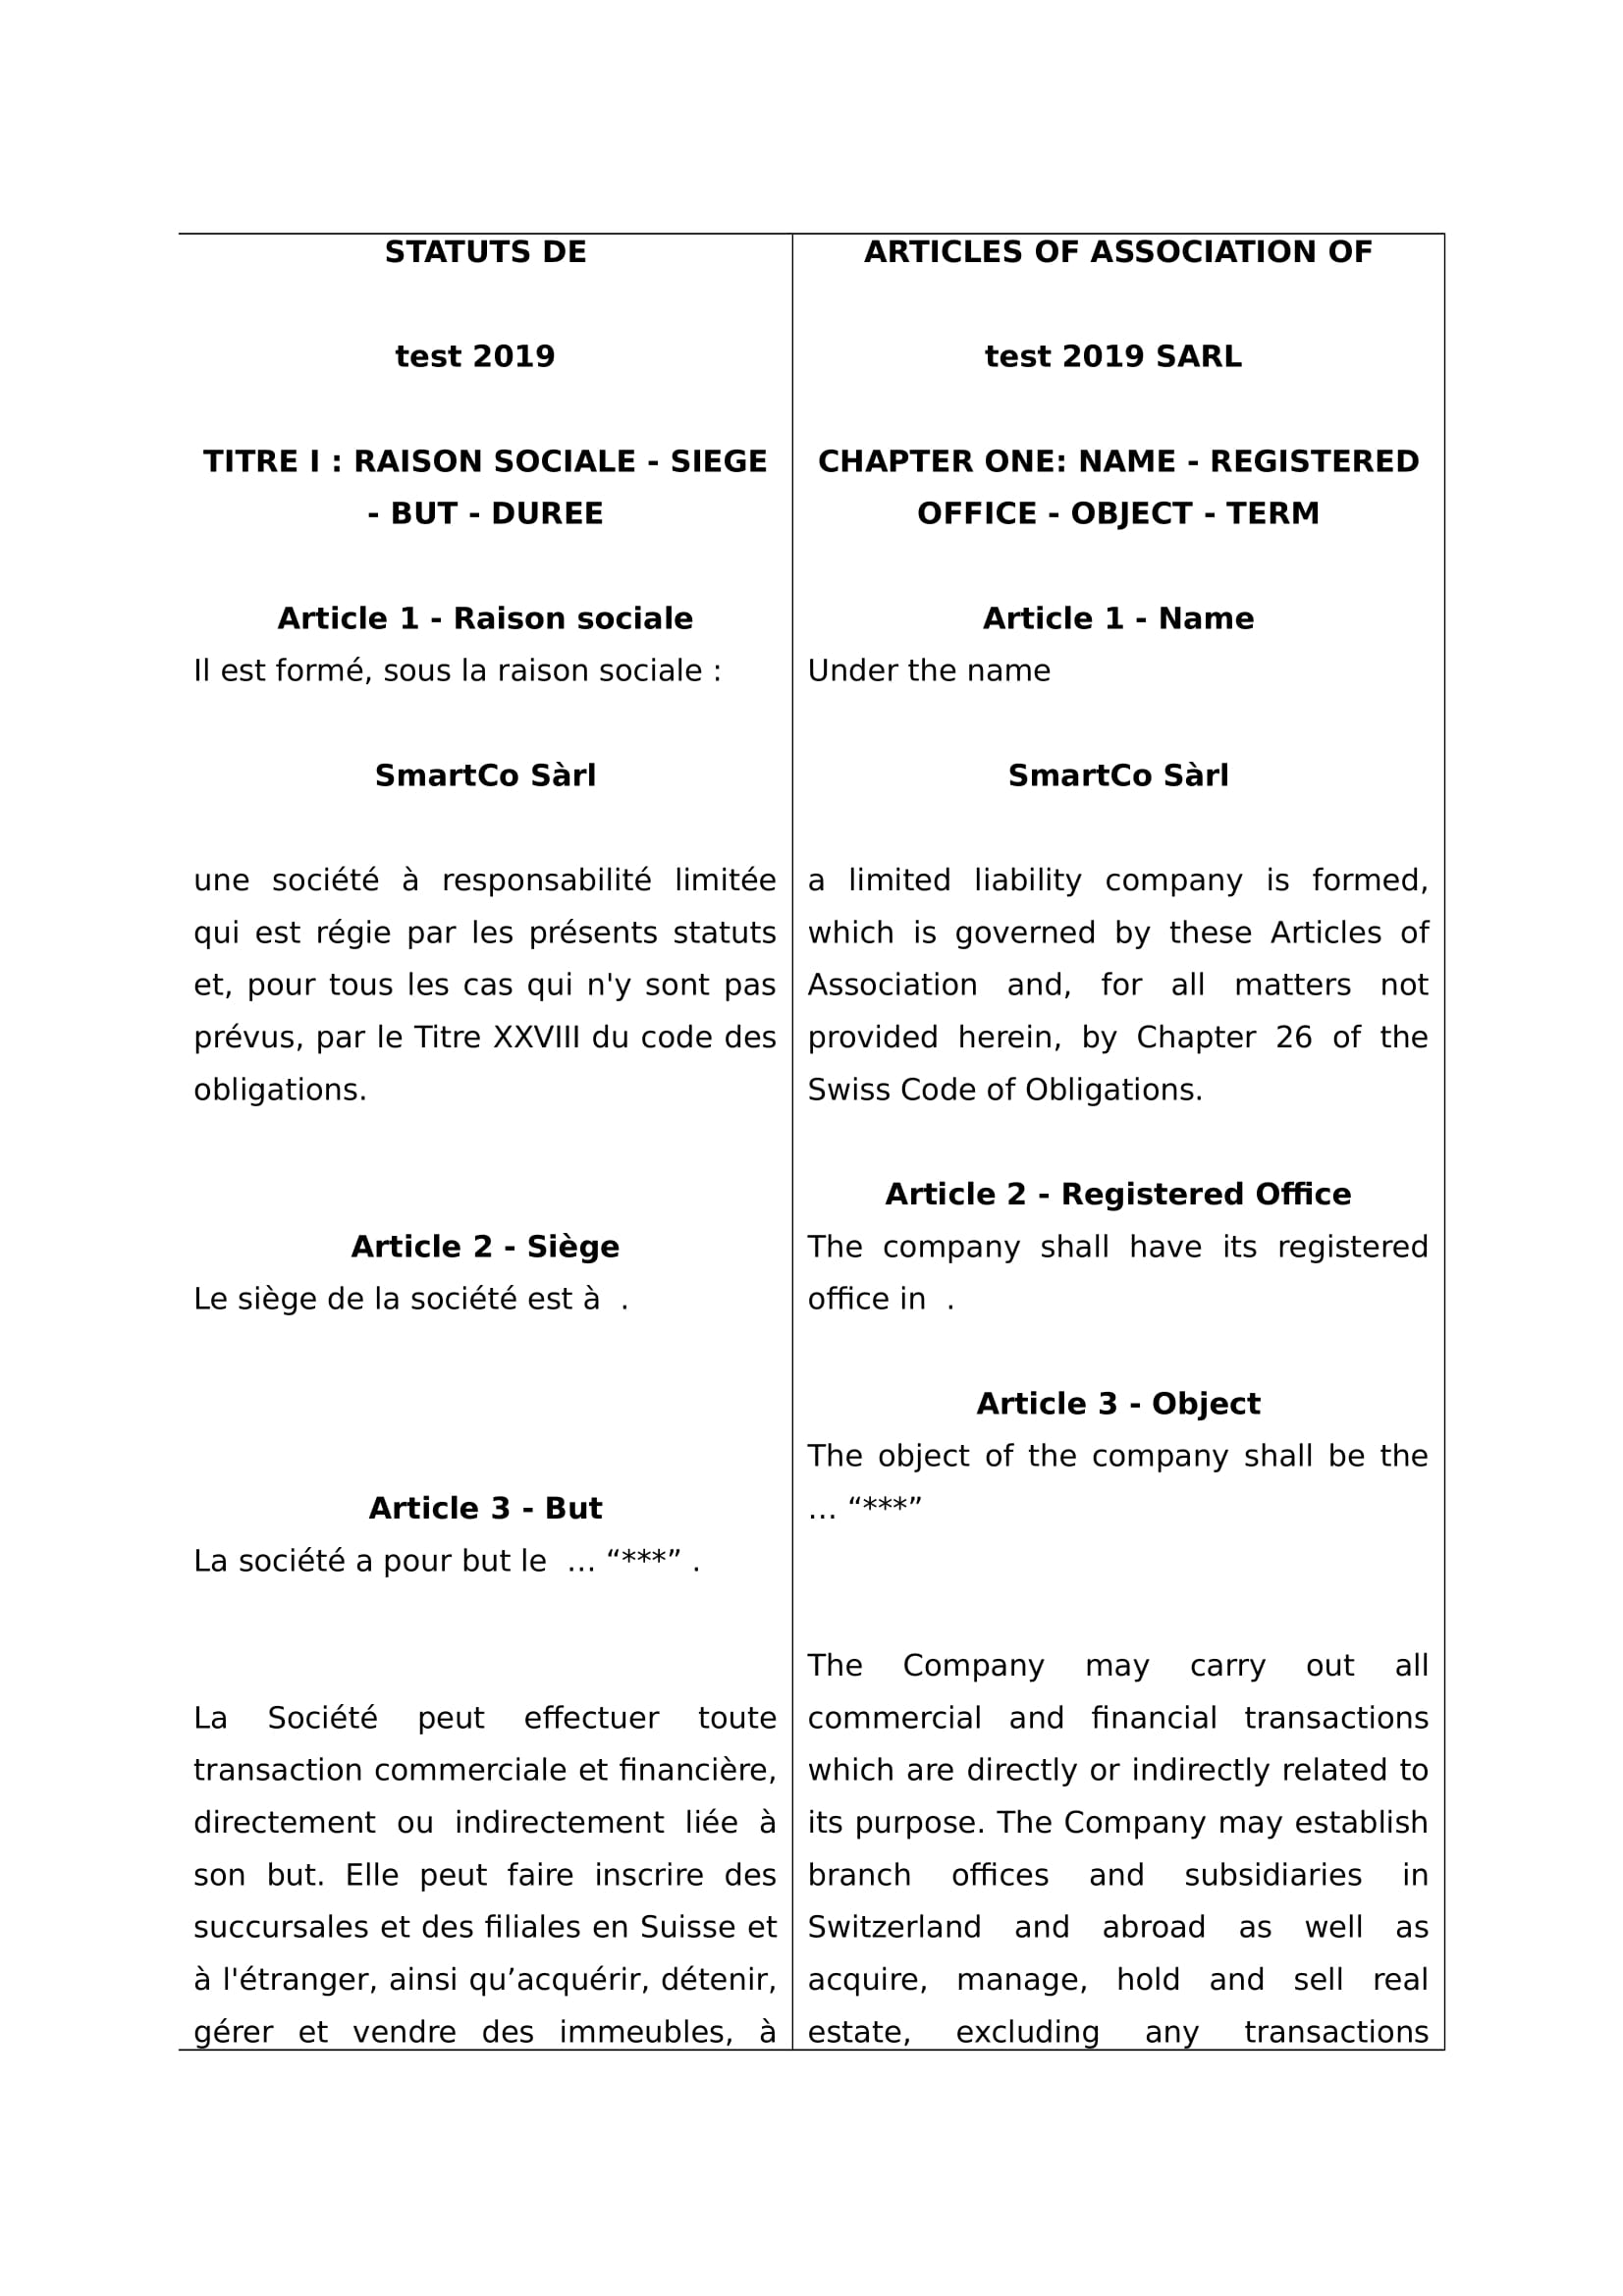 STATUTS DE
test 2019
TITRE I : RAISON SOCIALE - SIEGE
- BUT - DUREE
Article 1 - Raison sociale
Il est formé, sous la raison sociale :
SmartCo Sàrl
une société à responsabilité limitée
qui est régie par les présents statuts
et, pour tous les cas qui n'y sont pas
prévus, par le Titre XXVIII du code des
obligations.
Article 2 - Siège
Le siège de la société est à  .
Article 3 - But
La société a pour but le  … “***” .
La Société peut effectuer toute
transaction commerciale et financière,
directement ou indirectement liée à
son but. Elle peut faire inscrire des
succursales et des filiales en Suisse et
à l'étranger, ainsi qu’acquérir, détenir,
gérer et vendre des immeubles, à
ARTICLES OF ASSOCIATION OF
test 2019 SARL
CHAPTER ONE: NAME - REGISTERED
OFFICE - OBJECT - TERM
Article 1 - Name
Under the name
SmartCo Sàrl
a limited liability company is formed,
which is governed by these Articles of
Association and, for all matters not
provided herein, by Chapter 26 of the
Swiss Code of Obligations.
Article 2 - Registered Office
The company shall have its registered
office in  .
Article 3 - Object
The object of the company shall be the
… “***”
The Company may carry out all
commercial and financial transactions
which are directly or indirectly related to
its purpose. The Company may establish
branch offices and subsidiaries in
Switzerland and abroad as well as
acquire, manage, hold and sell real
estate, excluding any transactions